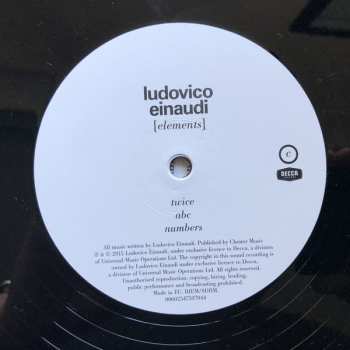 ludovico
einaudi
[elements]
c
DECCA
twice
abc
numbers
All music written by Ludovico Einaudi. Published by Chester Music
℗ & © 2015 Ludovico Einaudi under exclusive licence to Decca, a division
of Universal Music Operations Ltd. The copyright in this sound recording is
owned by Ludovico Einaudi under exclusive licence to Decca,
a division of Universal Music Operations Ltd. All rights reserved.
Unauthorised reproduction, copying, hiring, lending,
public performance and broadcasting prohibited.
Made in EU. BIEM/SDRM.